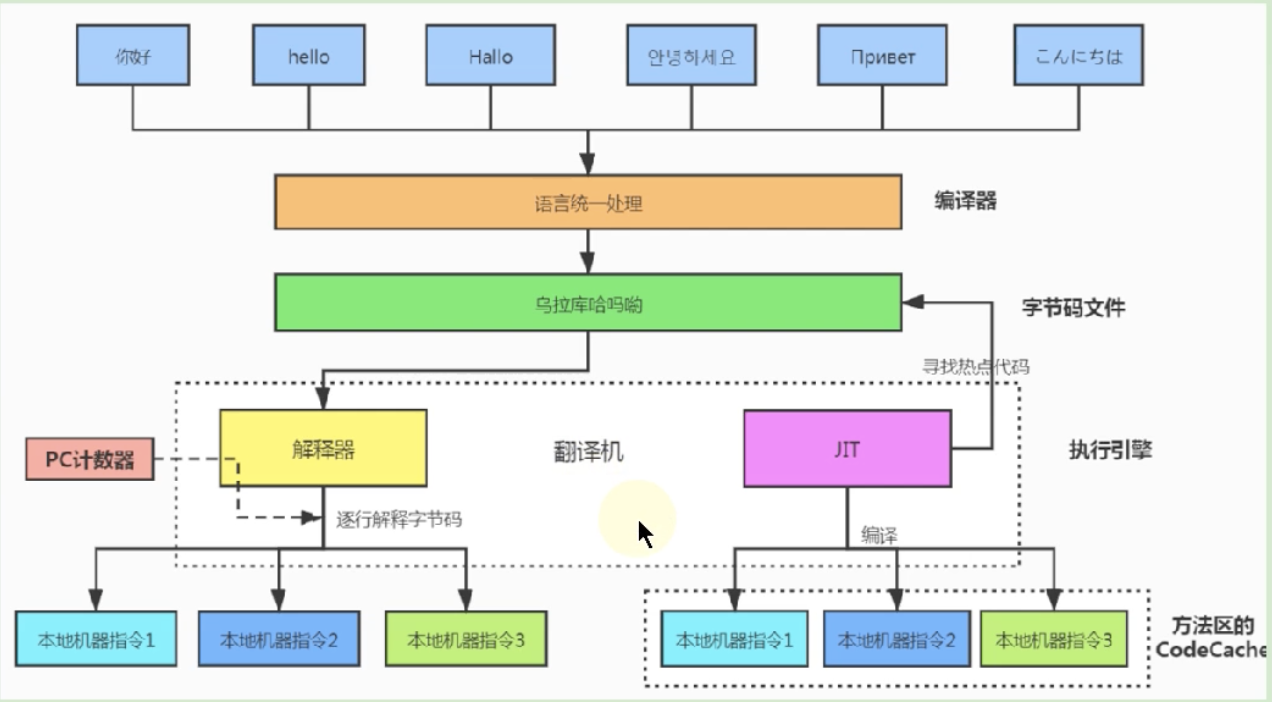 你好
hello
Hallo
안녕하세요
Привет
こんにちは
语言统一处理
编译器
乌拉库哈吗呦
字节码文件
寻找热点代码
PC计数器
解释器
翻译机
JIT
执行引擎
逐行解释字节码
编译
本地机器指令1
本地机器指令2
本地机器指令3
本地机器指令1
本地机器指令2
本地机器指令3
方法区的
CodeCache